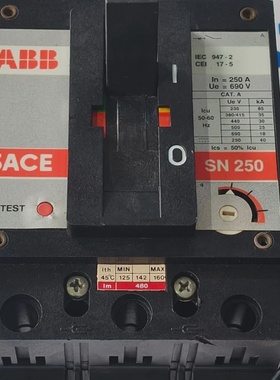 ABB
SACE
TEST
I
O
IEC 947-2
CEI 17-5
In = 250 A
Ue = 690 V
CAT. A
Icu
50-60
Hz
Ue V kA
230 85
380/415 35
440 30
500 25
690 18
250
Ics = 50% Icu
SN 250
Ith MIN MAX
45°C 125 142 160
Im 480